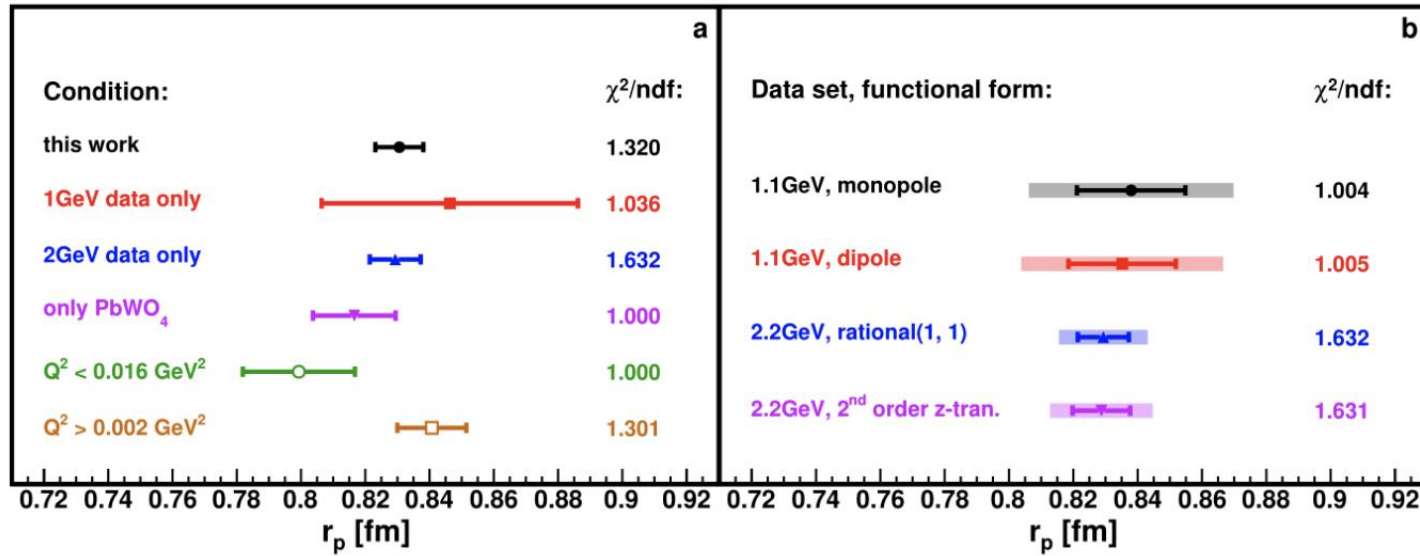 a
Condition: χ²/ndf:
this work 1.320
1GeV data only 1.036
2GeV data only 1.632
only PbWO₄ 1.000
Q² < 0.016 GeV² 1.000
Q² > 0.002 GeV² 1.301
0.72 0.74 0.76 0.78 0.8 0.82 0.84 0.86 0.88 0.9 0.92
rₚ [fm]
b
Data set, functional form: χ²/ndf:
1.1GeV, monopole 1.004
1.1GeV, dipole 1.005
2.2GeV, rational(1, 1) 1.632
2.2GeV, 2ⁿᵈ order z-tran. 1.631
0.72 0.74 0.76 0.78 0.8 0.82 0.84 0.86 0.88 0.9 0.92
rₚ [fm]